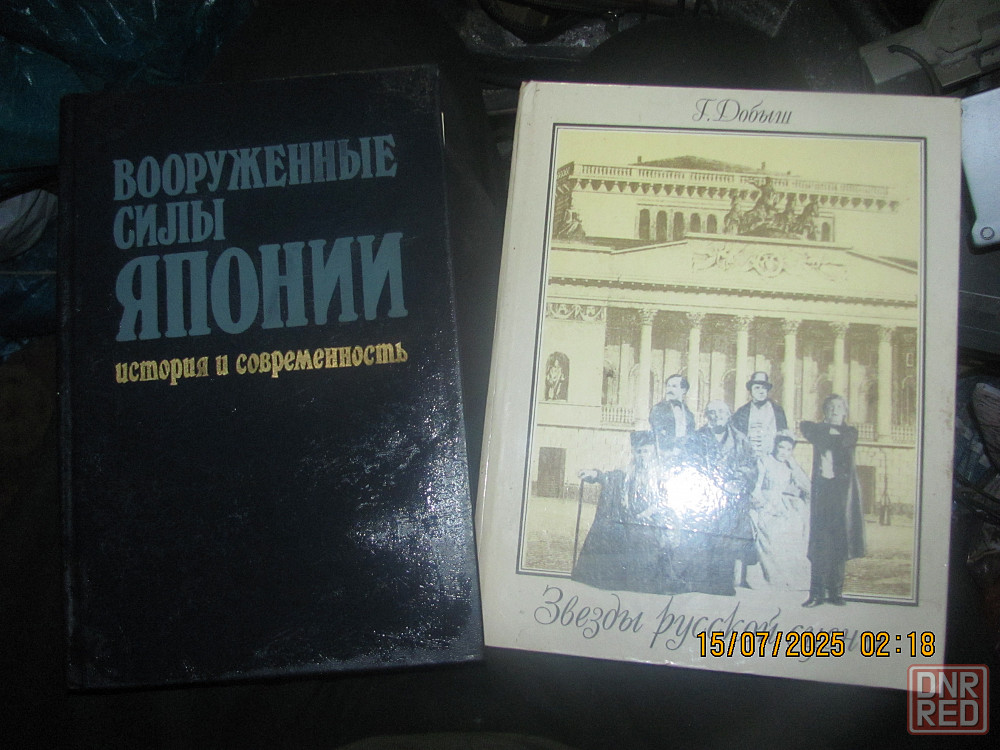 ВООРУЖЕННЫЕ
СИЛЫ
ЯПОНИИ
история и современность
Г. Добыш
Звезды русской
15/07/2025 02:18
DNR
RED